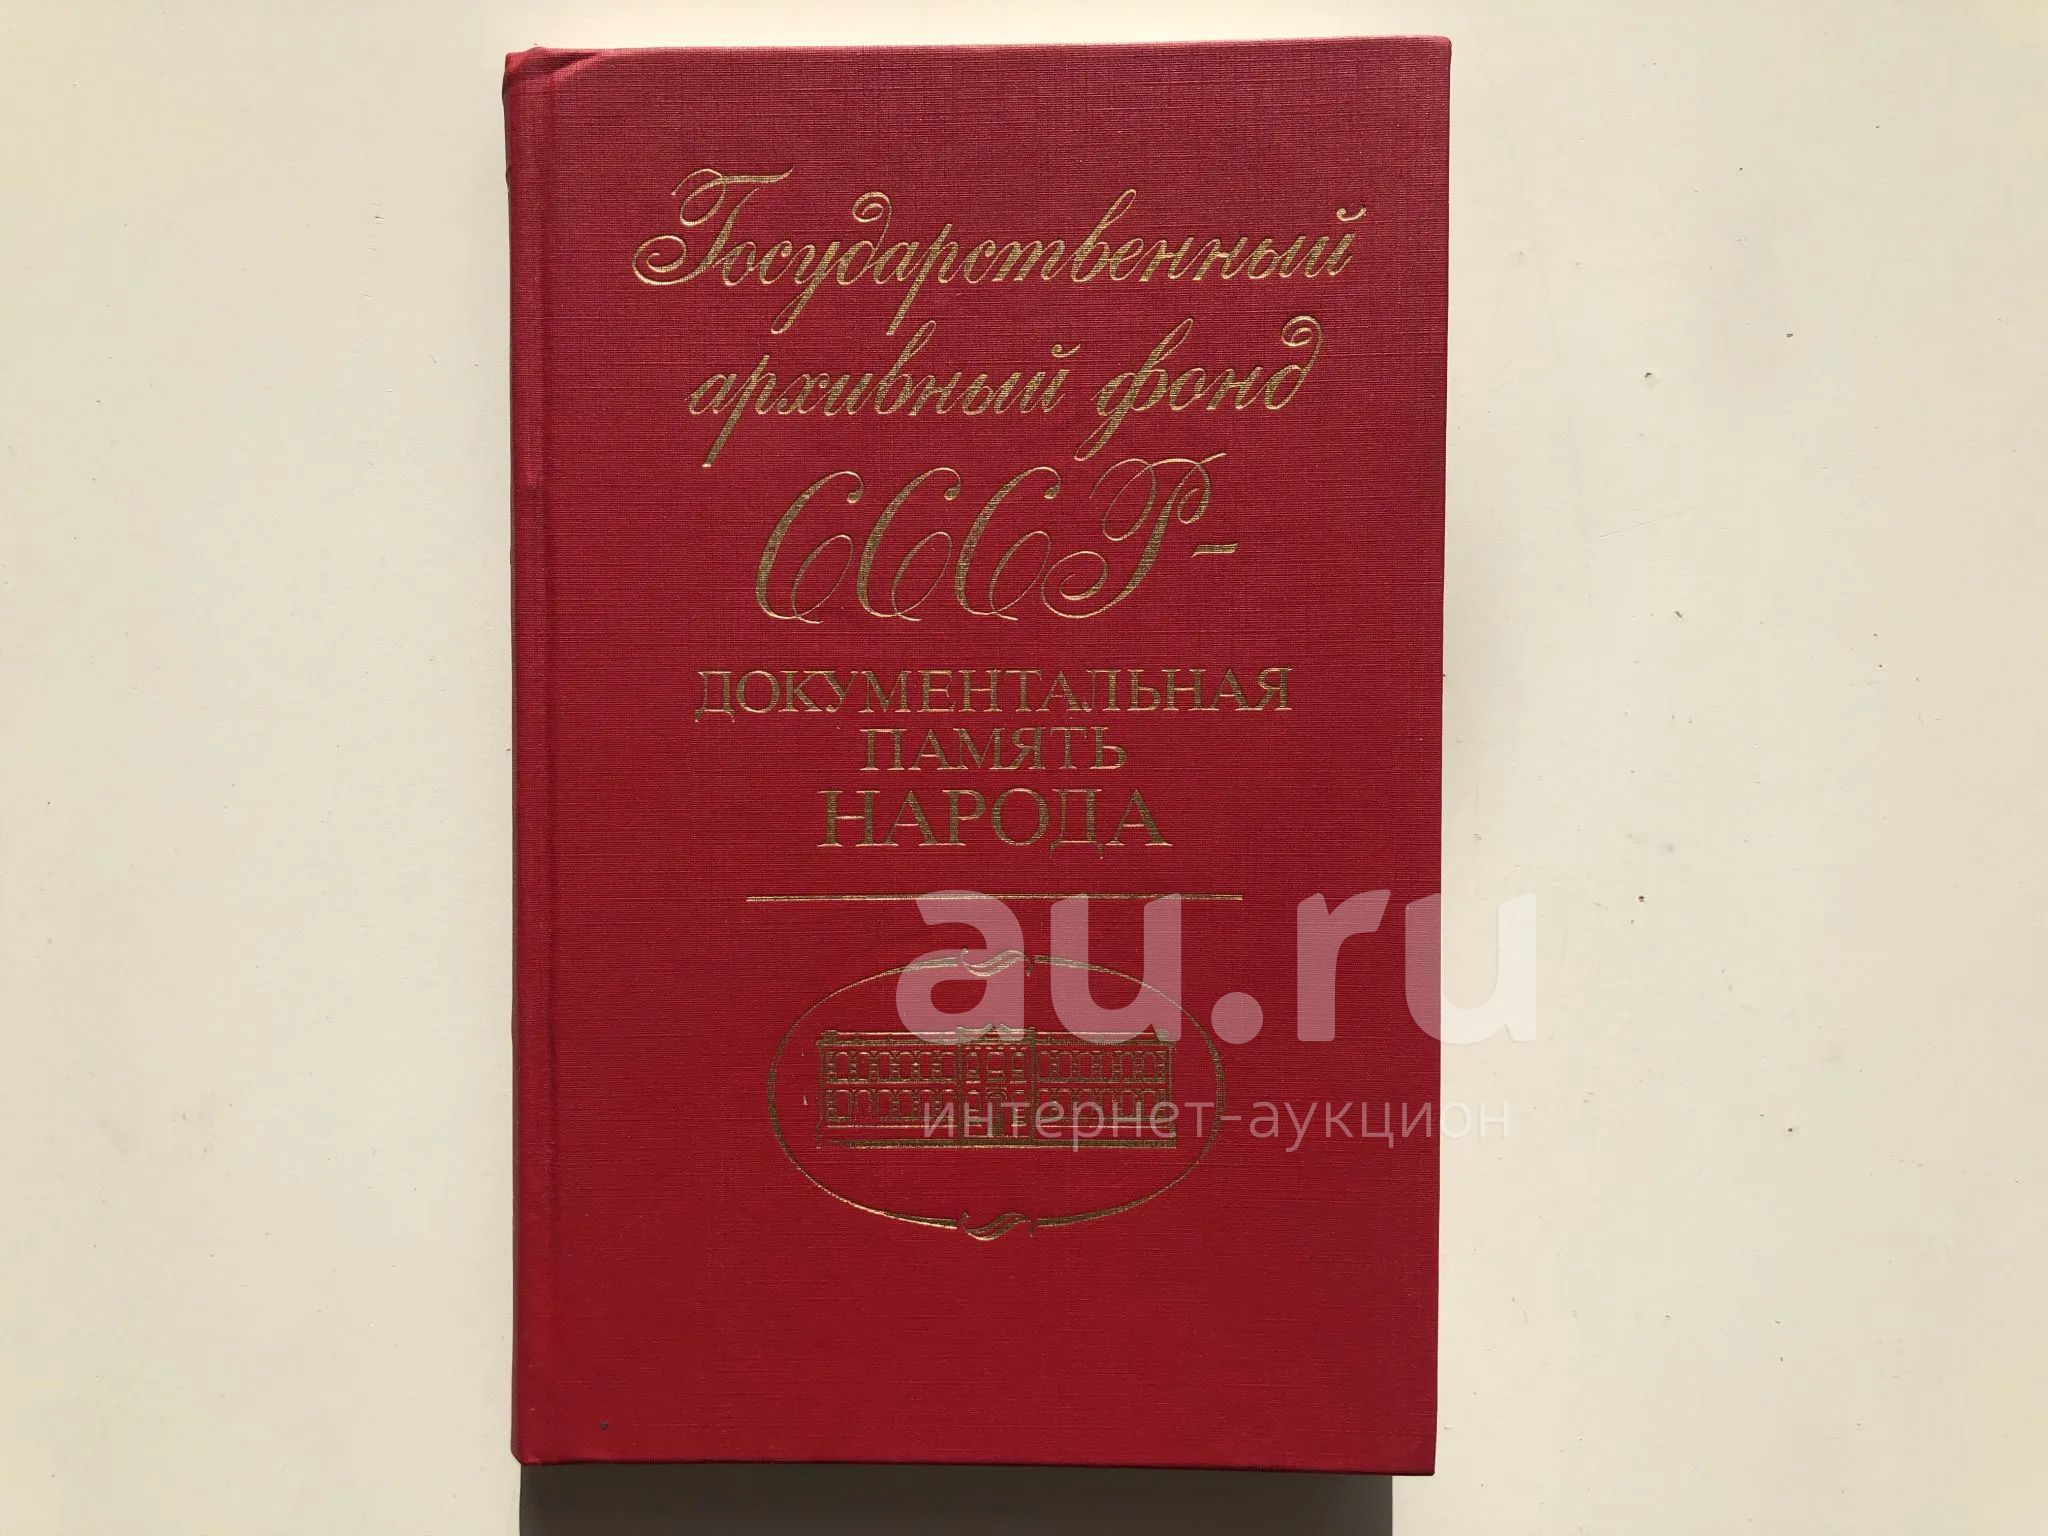 Государственный
архивный фонд
СССР-
ДОКУМЕНТАЛЬНАЯ
ПАМЯТЬ
НАРОДА
au.ru
интернет-аукцион